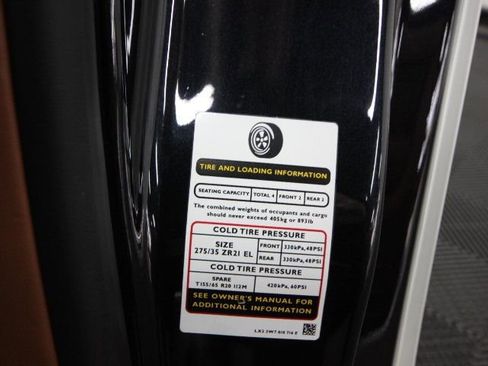 TIRE AND LOADING INFORMATION
SEATING CAPACITY TOTAL 4 FRONT 2 REAR 2
The combined weights of occupants and cargo
should never exceed 405kg or 893lb
COLD TIRE PRESSURE
SIZE
275/35 ZR21 EL
FRONT 330kPa,48PSI
REAR 330kPa,48PSI
COLD TIRE PRESSURE
SPARE
T155/65 R20 112M
420kPa, 60PSI
SEE OWNER'S MANUAL FOR
ADDITIONAL INFORMATION